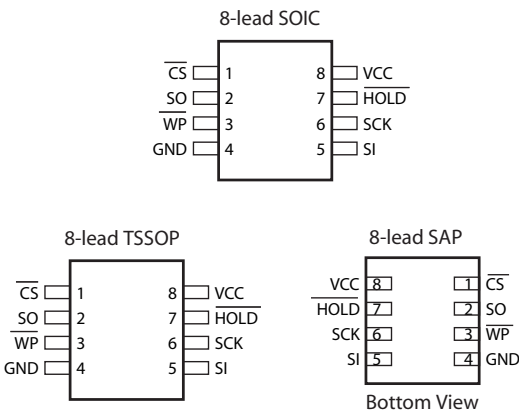 8-lead SOIC
CS 1 8 VCC
SO 2 7 HOLD
WP 3 6 SCK
GND 4 5 SI
8-lead TSSOP
CS 1 8 VCC
SO 2 7 HOLD
WP 3 6 SCK
GND 4 5 SI
8-lead SAP
VCC 8 1 CS
HOLD 7 2 SO
SCK 6 3 WP
SI 5 4 GND
Bottom View